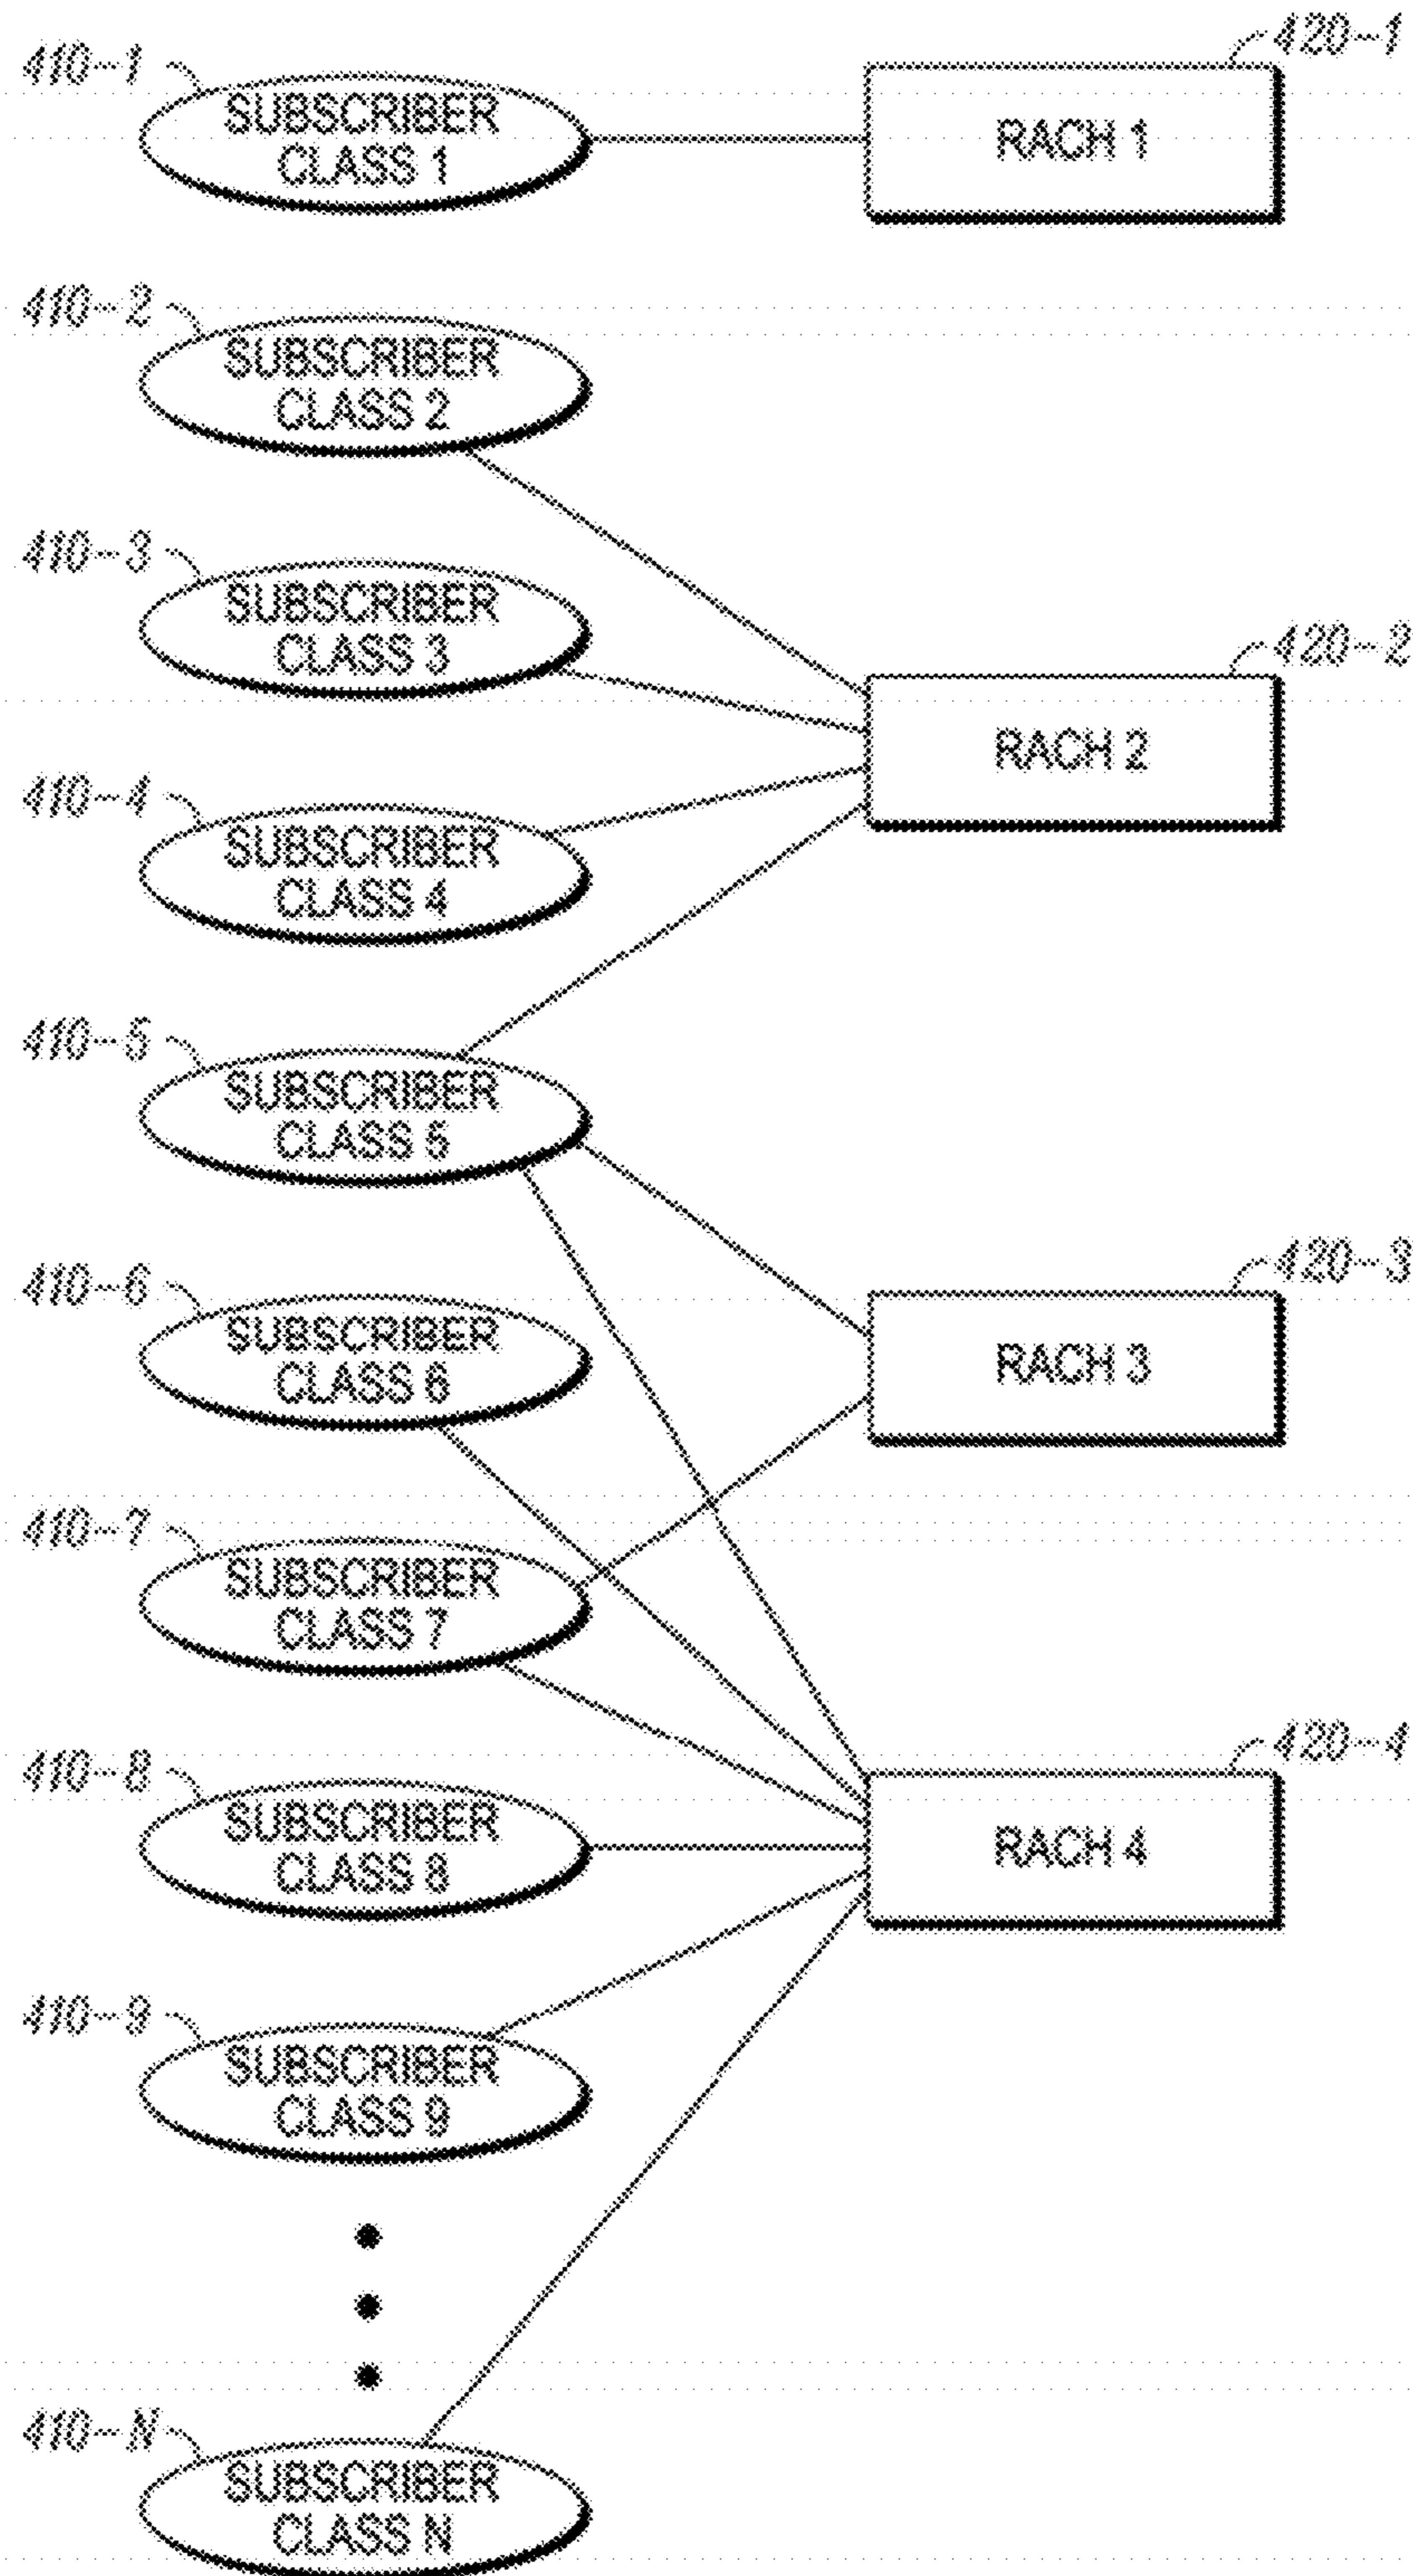 410-1
SUBSCRIBER
CLASS 1
420-1
RACH 1
410-2
SUBSCRIBER
CLASS 2
410-3
SUBSCRIBER
CLASS 3
420-2
RACH 2
410-4
SUBSCRIBER
CLASS 4
410-5
SUBSCRIBER
CLASS 5
410-6
SUBSCRIBER
CLASS 6
420-3
RACH 3
410-7
SUBSCRIBER
CLASS 7
410-8
SUBSCRIBER
CLASS 8
420-4
RACH 4
410-9
SUBSCRIBER
CLASS 9
410-N
SUBSCRIBER
CLASS N